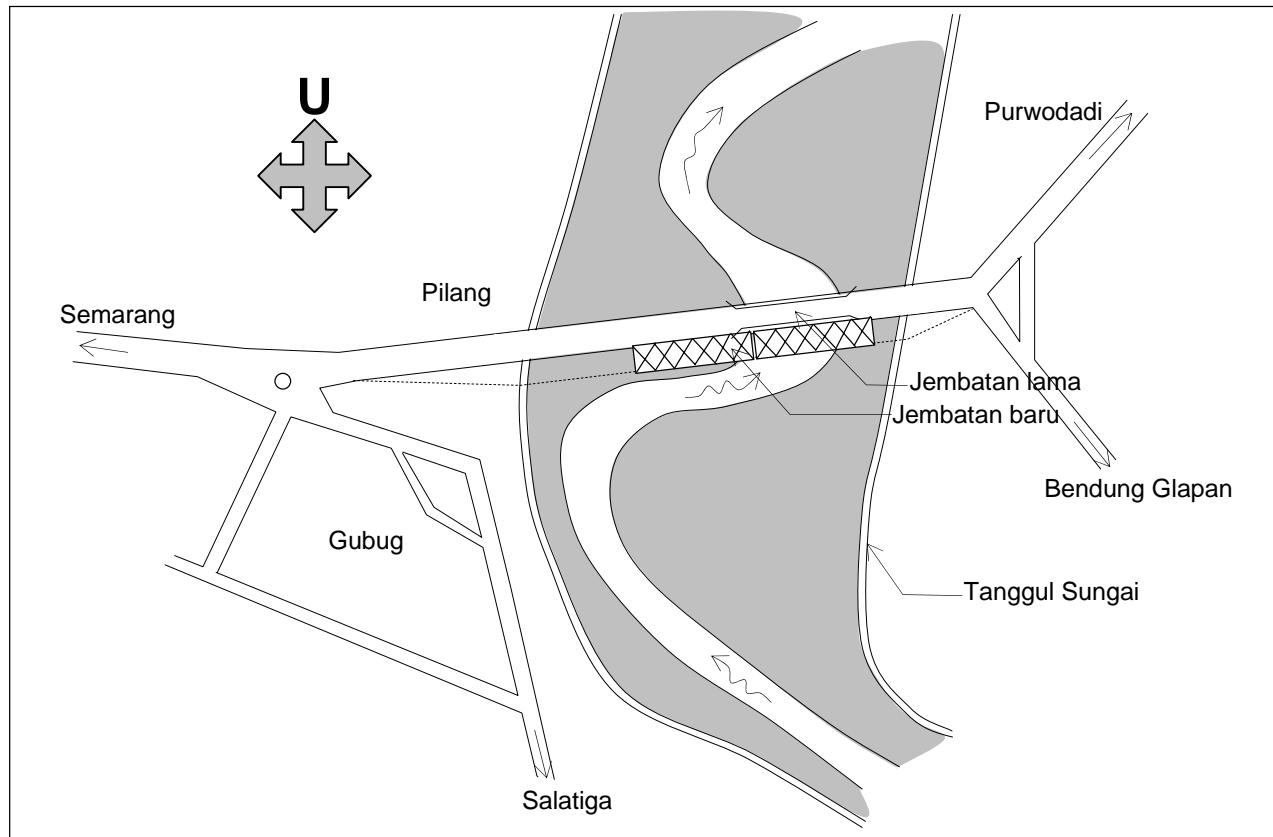 U
Purwodadi
Pilang
Semarang
Jembatan lama
Jembatan baru
Bendung Glapan
Gubug
Tanggul Sungai
Salatiga